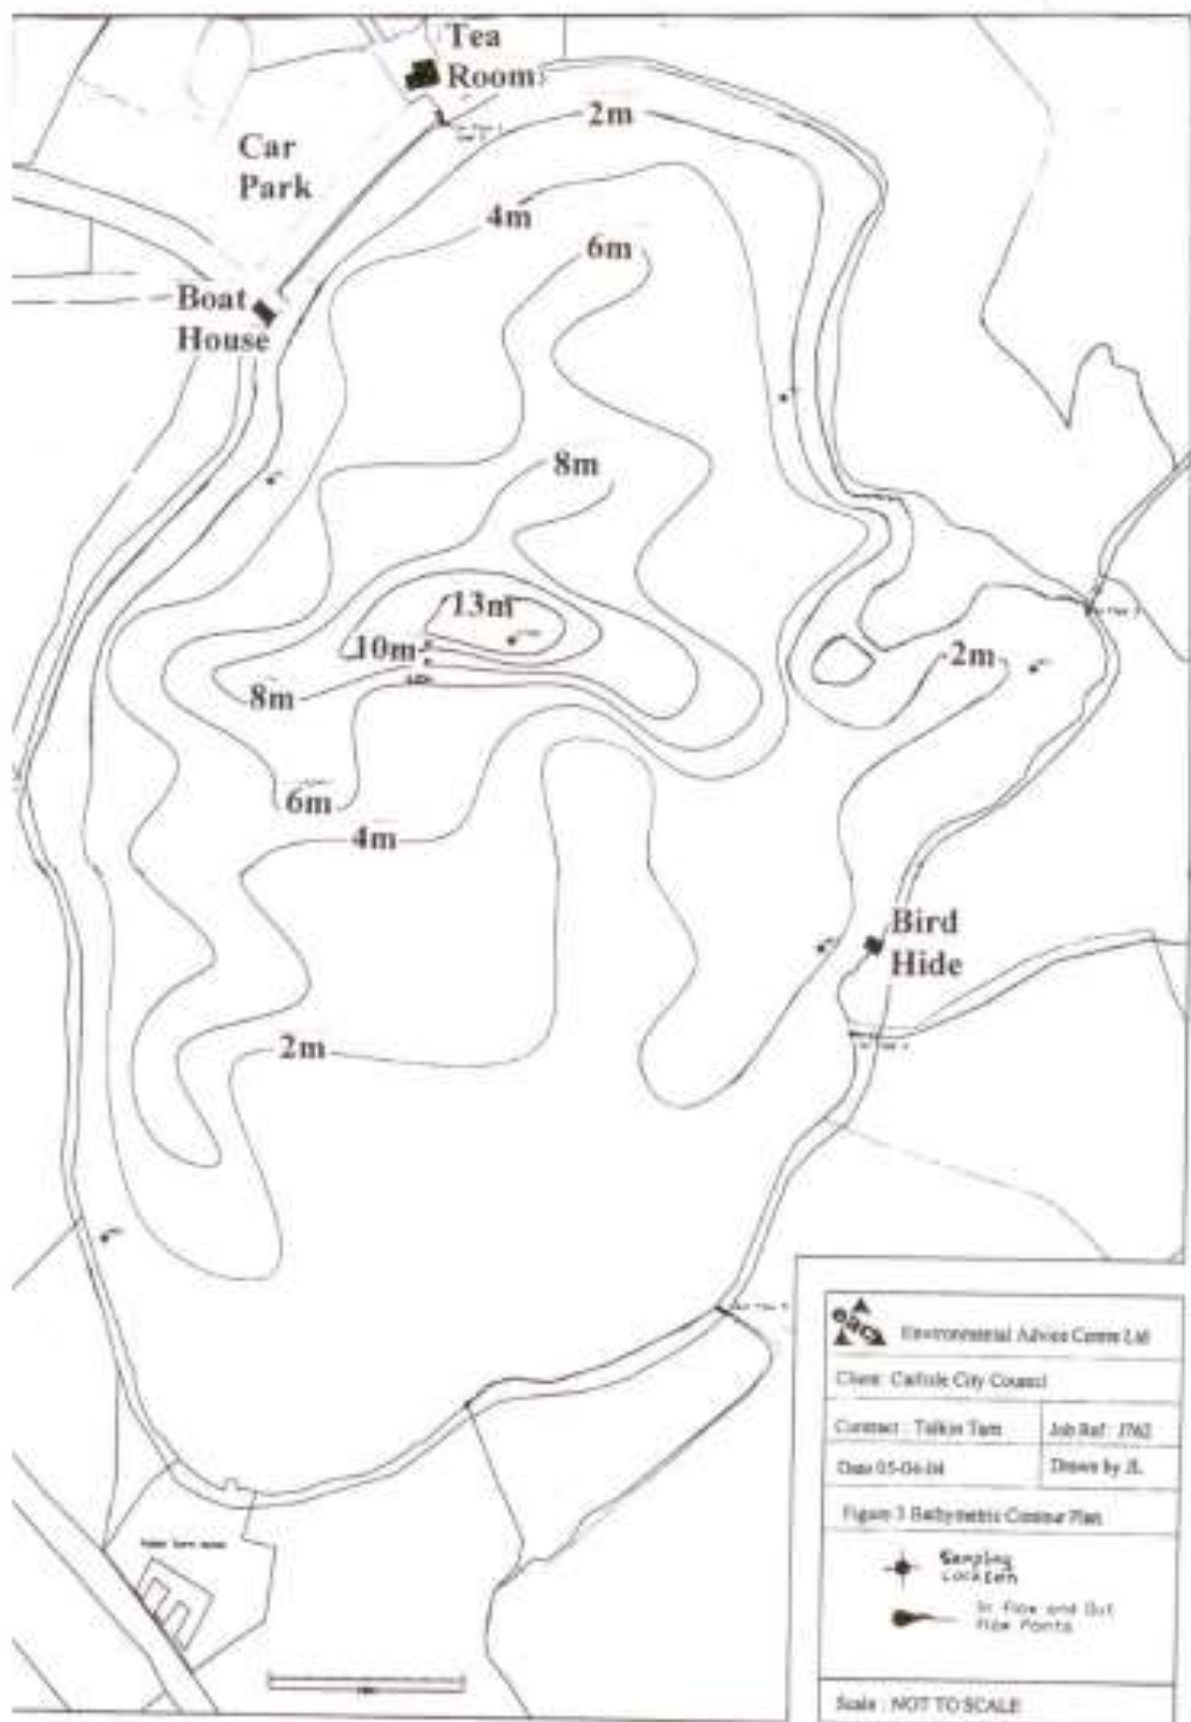 Tea
Room
2m
Car
Park
4m
6m
Boat
House
8m
13m
10m
2m
8m
6m
4m
Bird
Hide
2m
eac
Environmental Advice Centre Ltd
Client: Carlisle City Council
Contract : Talkin Tarn
Job Ref : J762
Date 05-04-04
Drawn by JL
Figure 3 Bathymetric Contour Plan
Sampling
Location
In Flow and Out
Flow Points
Scale : NOT TO SCALE